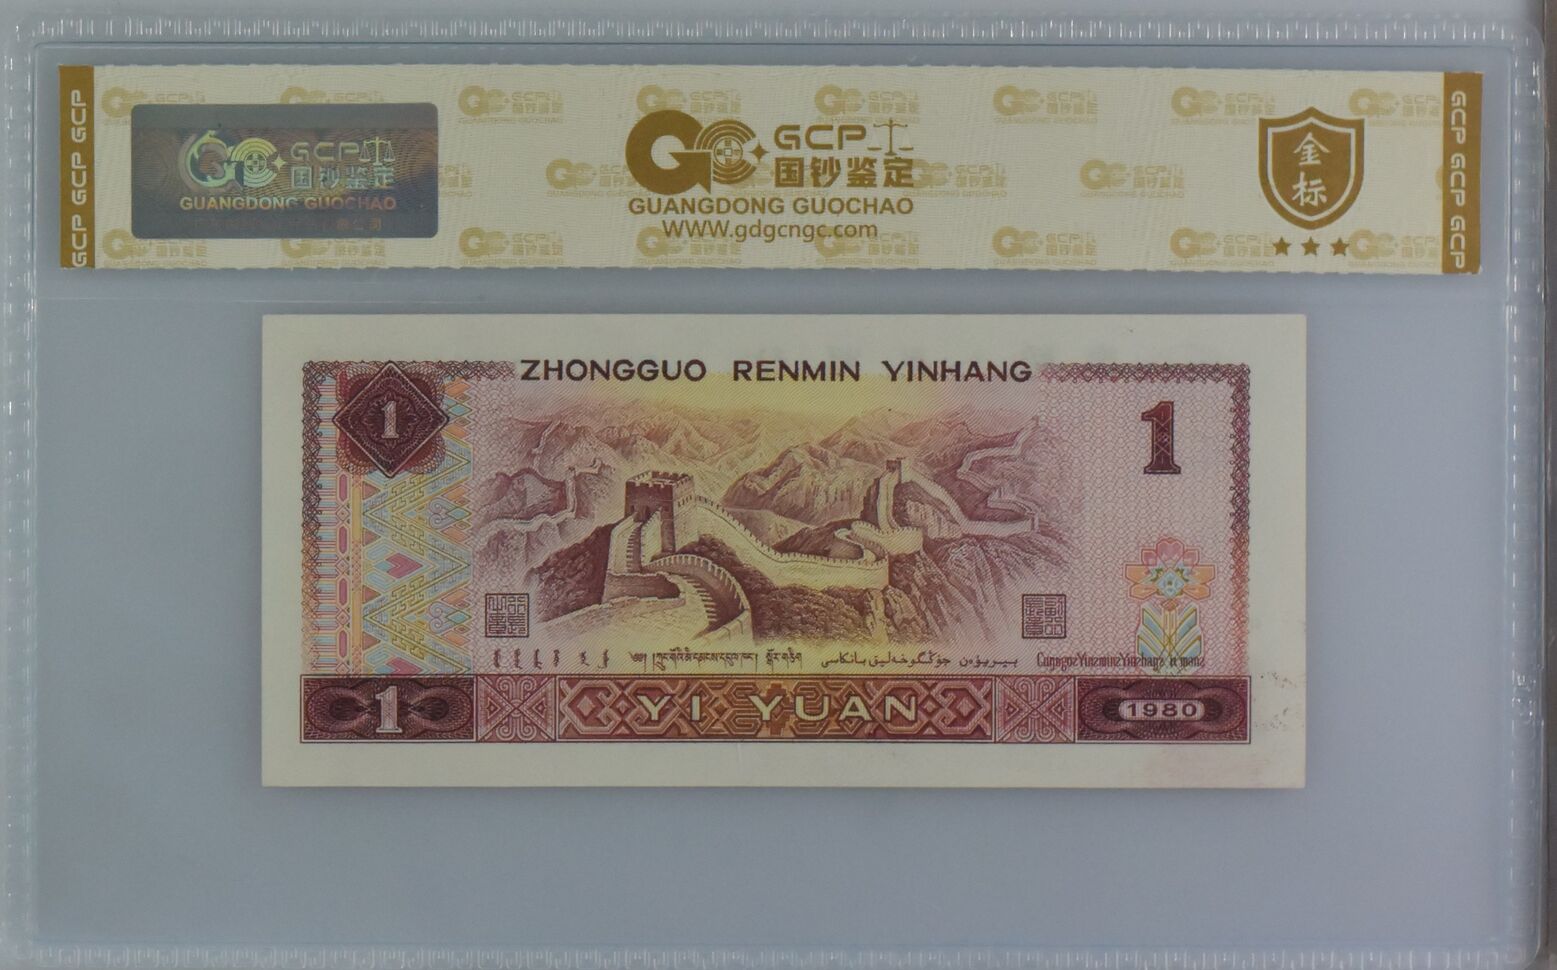 GCP GCP GCP
GCP
国钞鉴定
GUANGDONG GUOCHAO
GCP
国钞鉴定
GUANGDONG GUOCHAO
WWW.gdgcngc.com
金标
GCP GCP GCP
ZHONGGUO RENMIN YINHANG
1
1
YI YUAN
1
1980